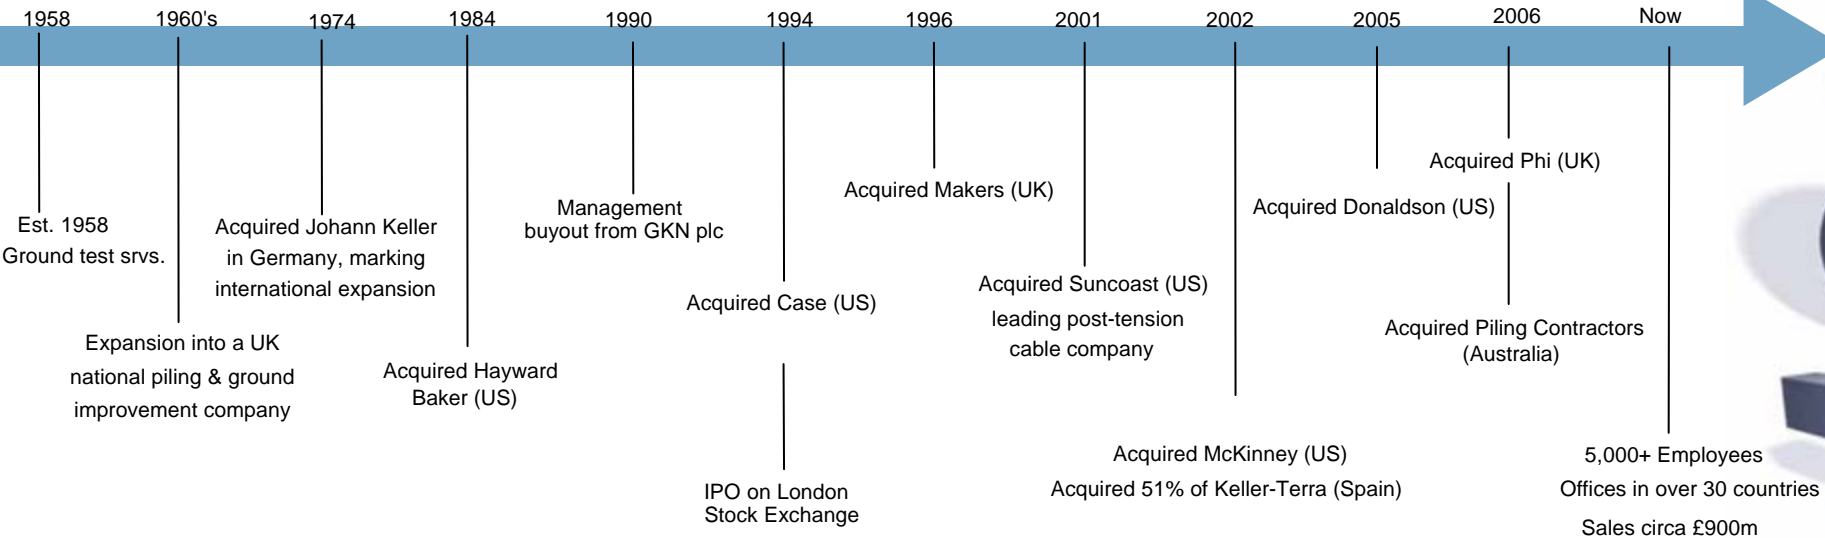 1958
1960's
1974
1984
1990
1994
1996
2001
2002
2005
2006
Now
Est. 1958
Ground test srvs.
Expansion into a UK
national piling & ground
improvement company
Acquired Johann Keller
in Germany, marking
international expansion
Acquired Hayward
Baker (US)
Management
buyout from GKN plc
Acquired Case (US)
IPO on London
Stock Exchange
Acquired Makers (UK)
Acquired Suncoast (US)
leading post-tension
cable company
Acquired McKinney (US)
Acquired 51% of Keller-Terra (Spain)
Acquired Donaldson (US)
Acquired Phi (UK)
Acquired Piling Contractors
(Australia)
5,000+ Employees
Offices in over 30 countries
Sales circa £900m